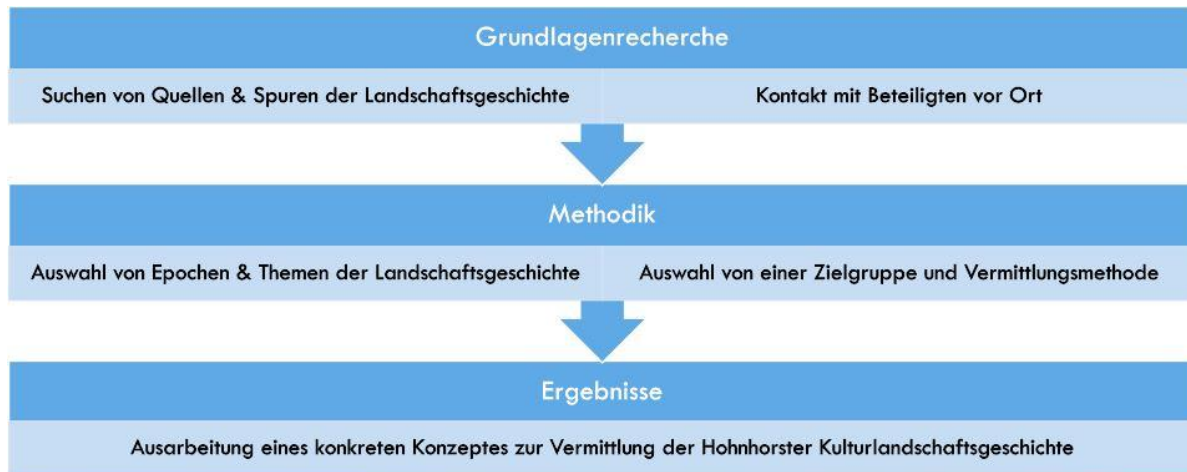 Grundlagenrecherche
Suchen von Quellen & Spuren der Landschaftsgeschichte
Kontakt mit Beteiligten vor Ort
Methodik
Auswahl von Epochen & Themen der Landschaftsgeschichte
Auswahl von einer Zielgruppe und Vermittlungsmethode
Ergebnisse
Ausarbeitung eines konkreten Konzeptes zur Vermittlung der Hohnhorster Kulturlandschaftsgeschichte